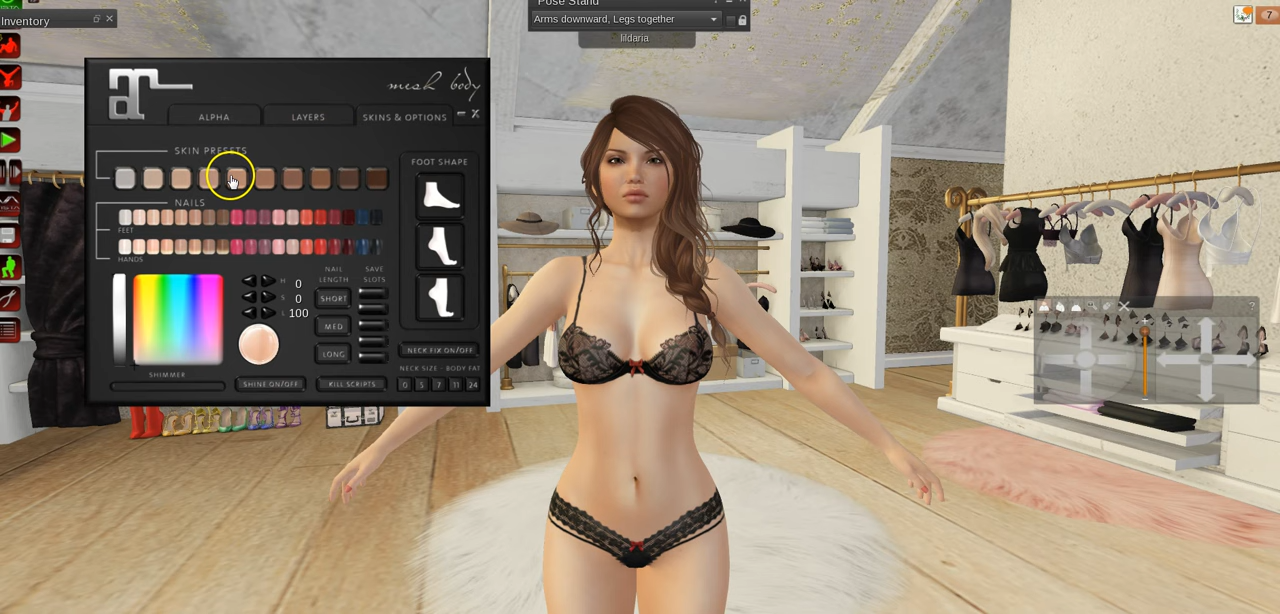 Inventory
Pose Stand
Arms downward, Legs together
lildaria
7
mesh body
ALPHA
LAYERS
SKINS & OPTIONS
SKIN PRESETS
FOOT SHAPE
NAILS
FEET
HANDS
NAIL LENGTH
SAVE SLOTS
H 0
S 0
L 100
SHORT
MED
LONG
SHIMMER
SHINE ON/OFF
KILL SCRIPTS
NECK FIX ON/OFF
NECK SIZE - BODY FAT
0 5 7 11 24